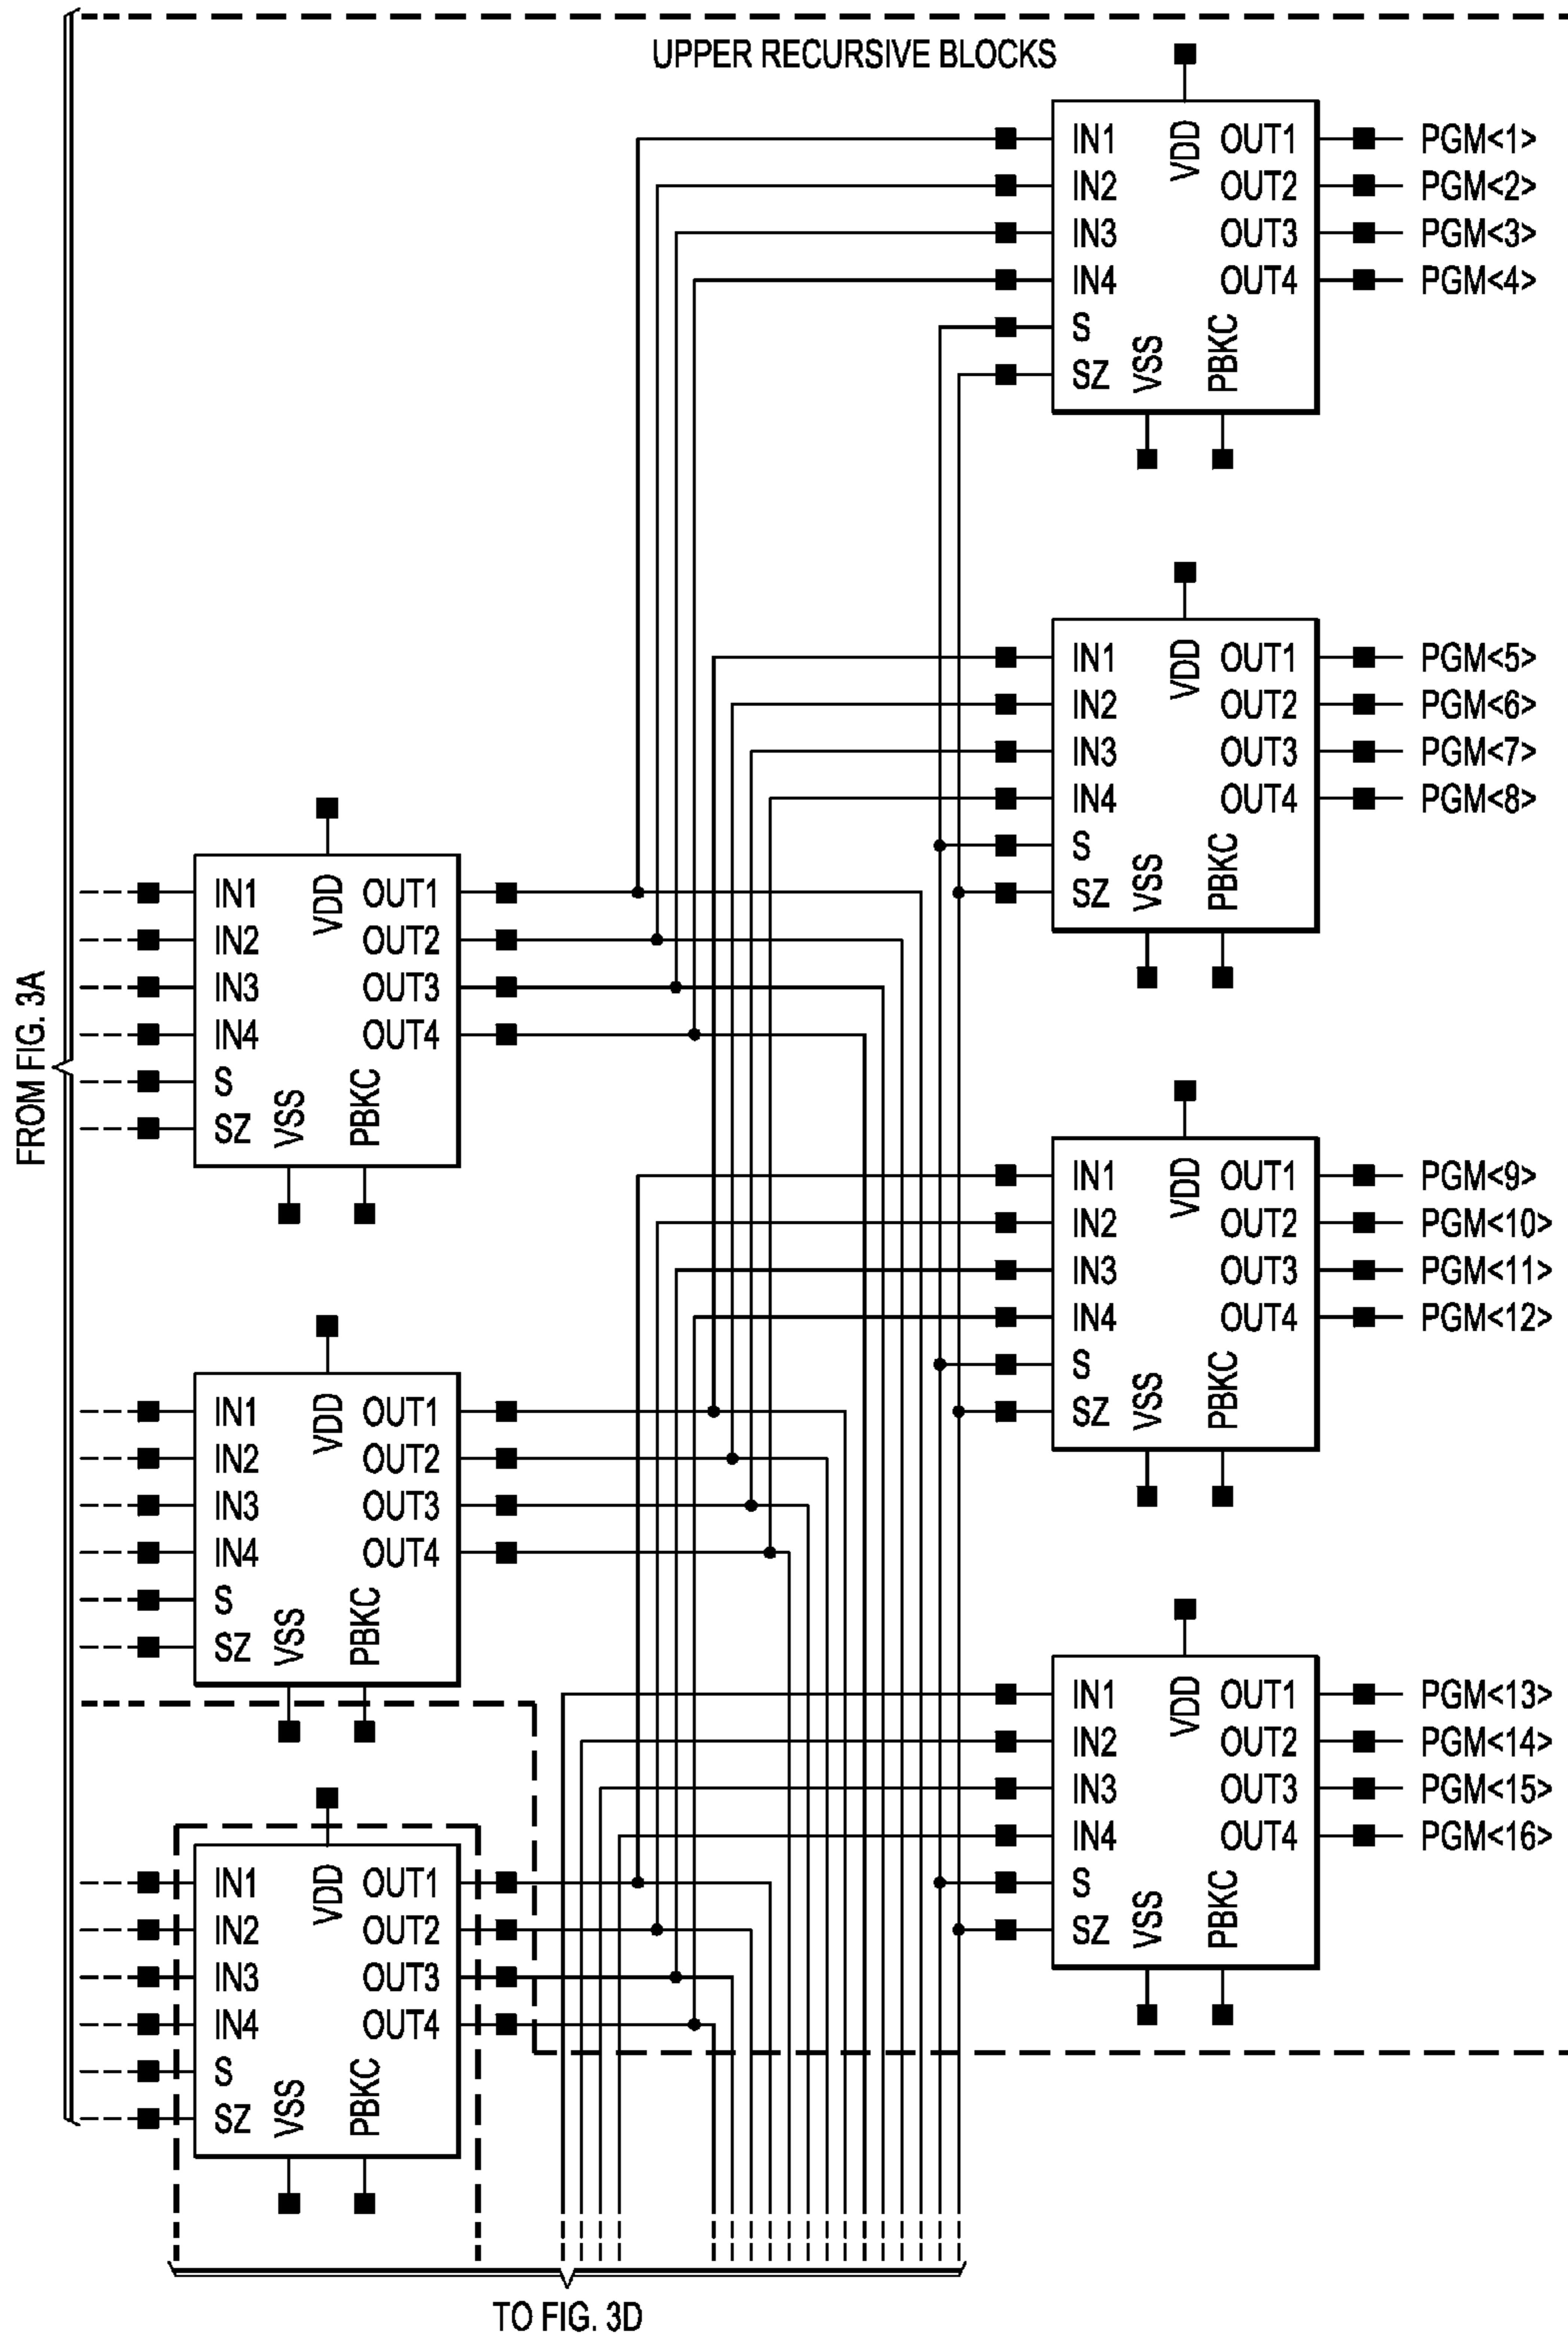 UPPER RECURSIVE BLOCKS
IN1 VDD OUT1 PGM<1>
IN2 OUT2 PGM<2>
IN3 OUT3 PGM<3>
IN4 OUT4 PGM<4>
S VSS PBKC
SZ
IN1 VDD OUT1 PGM<5>
IN2 OUT2 PGM<6>
IN3 OUT3 PGM<7>
IN4 OUT4 PGM<8>
S VSS PBKC
SZ
IN1 VDD OUT1 PGM<9>
IN2 OUT2 PGM<10>
IN3 OUT3 PGM<11>
IN4 OUT4 PGM<12>
S VSS PBKC
SZ
IN1 VDD OUT1 PGM<13>
IN2 OUT2 PGM<14>
IN3 OUT3 PGM<15>
IN4 OUT4 PGM<16>
S VSS PBKC
SZ
FROM FIG. 3A
IN1 VDD OUT1
IN2 OUT2
IN3 OUT3
IN4 OUT4
S VSS PBKC
SZ
IN1 VDD OUT1
IN2 OUT2
IN3 OUT3
IN4 OUT4
S VSS PBKC
SZ
IN1 VDD OUT1
IN2 OUT2
IN3 OUT3
IN4 OUT4
S VSS PBKC
SZ
TO FIG. 3D